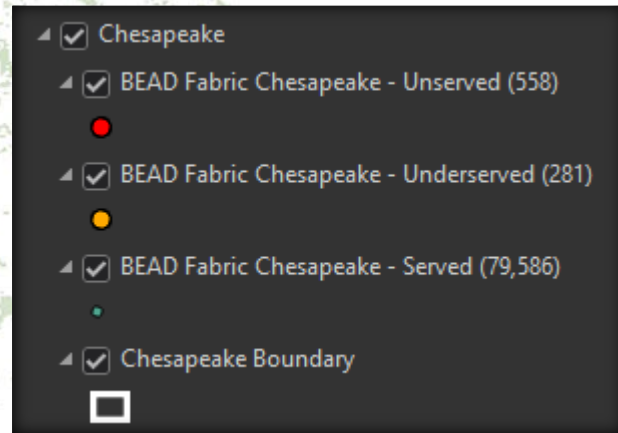 Chesapeake
BEAD Fabric Chesapeake - Unserved (558)
BEAD Fabric Chesapeake - Underserved (281)
BEAD Fabric Chesapeake - Served (79,586)
Chesapeake Boundary